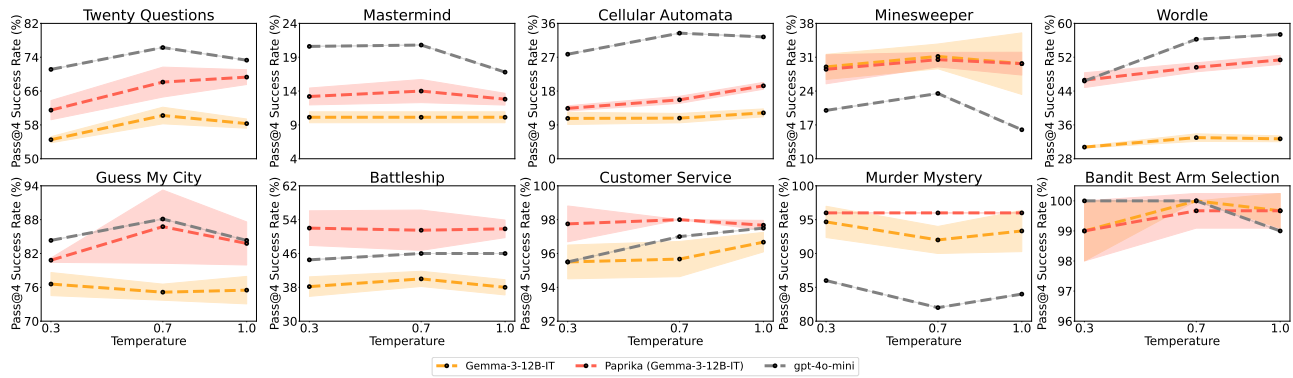 Twenty Questions
Pass@4 Success Rate (%)
82
74
66
58
50
Mastermind
Pass@4 Success Rate (%)
24
19
14
9
4
Cellular Automata
Pass@4 Success Rate (%)
36
27
18
9
0
Minesweeper
Pass@4 Success Rate (%)
38
31
24
17
10
Wordle
Pass@4 Success Rate (%)
60
52
44
36
28
Guess My City
Pass@4 Success Rate (%)
94
88
82
76
70
0.3
0.7
1.0
Temperature
Battleship
Pass@4 Success Rate (%)
62
54
46
38
30
0.3
0.7
1.0
Temperature
Customer Service
Pass@4 Success Rate (%)
100
98
96
94
92
0.3
0.7
1.0
Temperature
Murder Mystery
Pass@4 Success Rate (%)
100
95
90
85
80
0.3
0.7
1.0
Temperature
Bandit Best Arm Selection
Pass@4 Success Rate (%)
100
99
98
97
96
0.3
0.7
1.0
Temperature
Gemma-3-12B-IT
Paprika (Gemma-3-12B-IT)
gpt-4o-mini